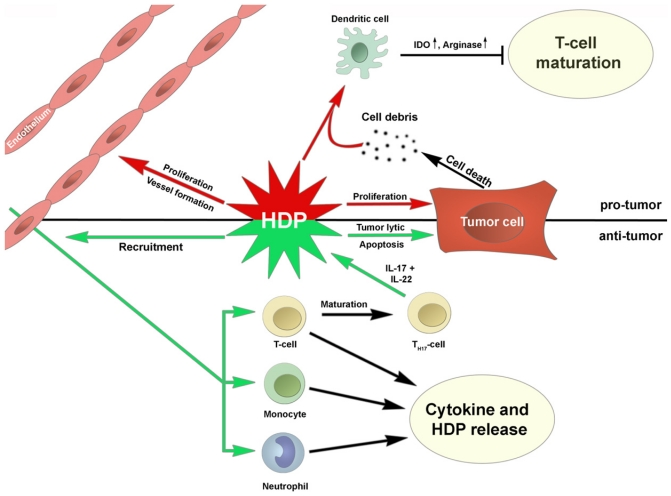 Dendritic cell
IDO↑, Arginase↑
T-cell
maturation
Endothelium
Cell debris
Cell death
Proliferation
Vessel formation
HDP
Proliferation
Tumor cell
pro-tumor
anti-tumor
Tumor lytic
Apoptosis
Recruitment
IL-17 +
IL-22
Maturation
T-cell
TH17-cell
Monocyte
Cytokine and
HDP release
Neutrophil